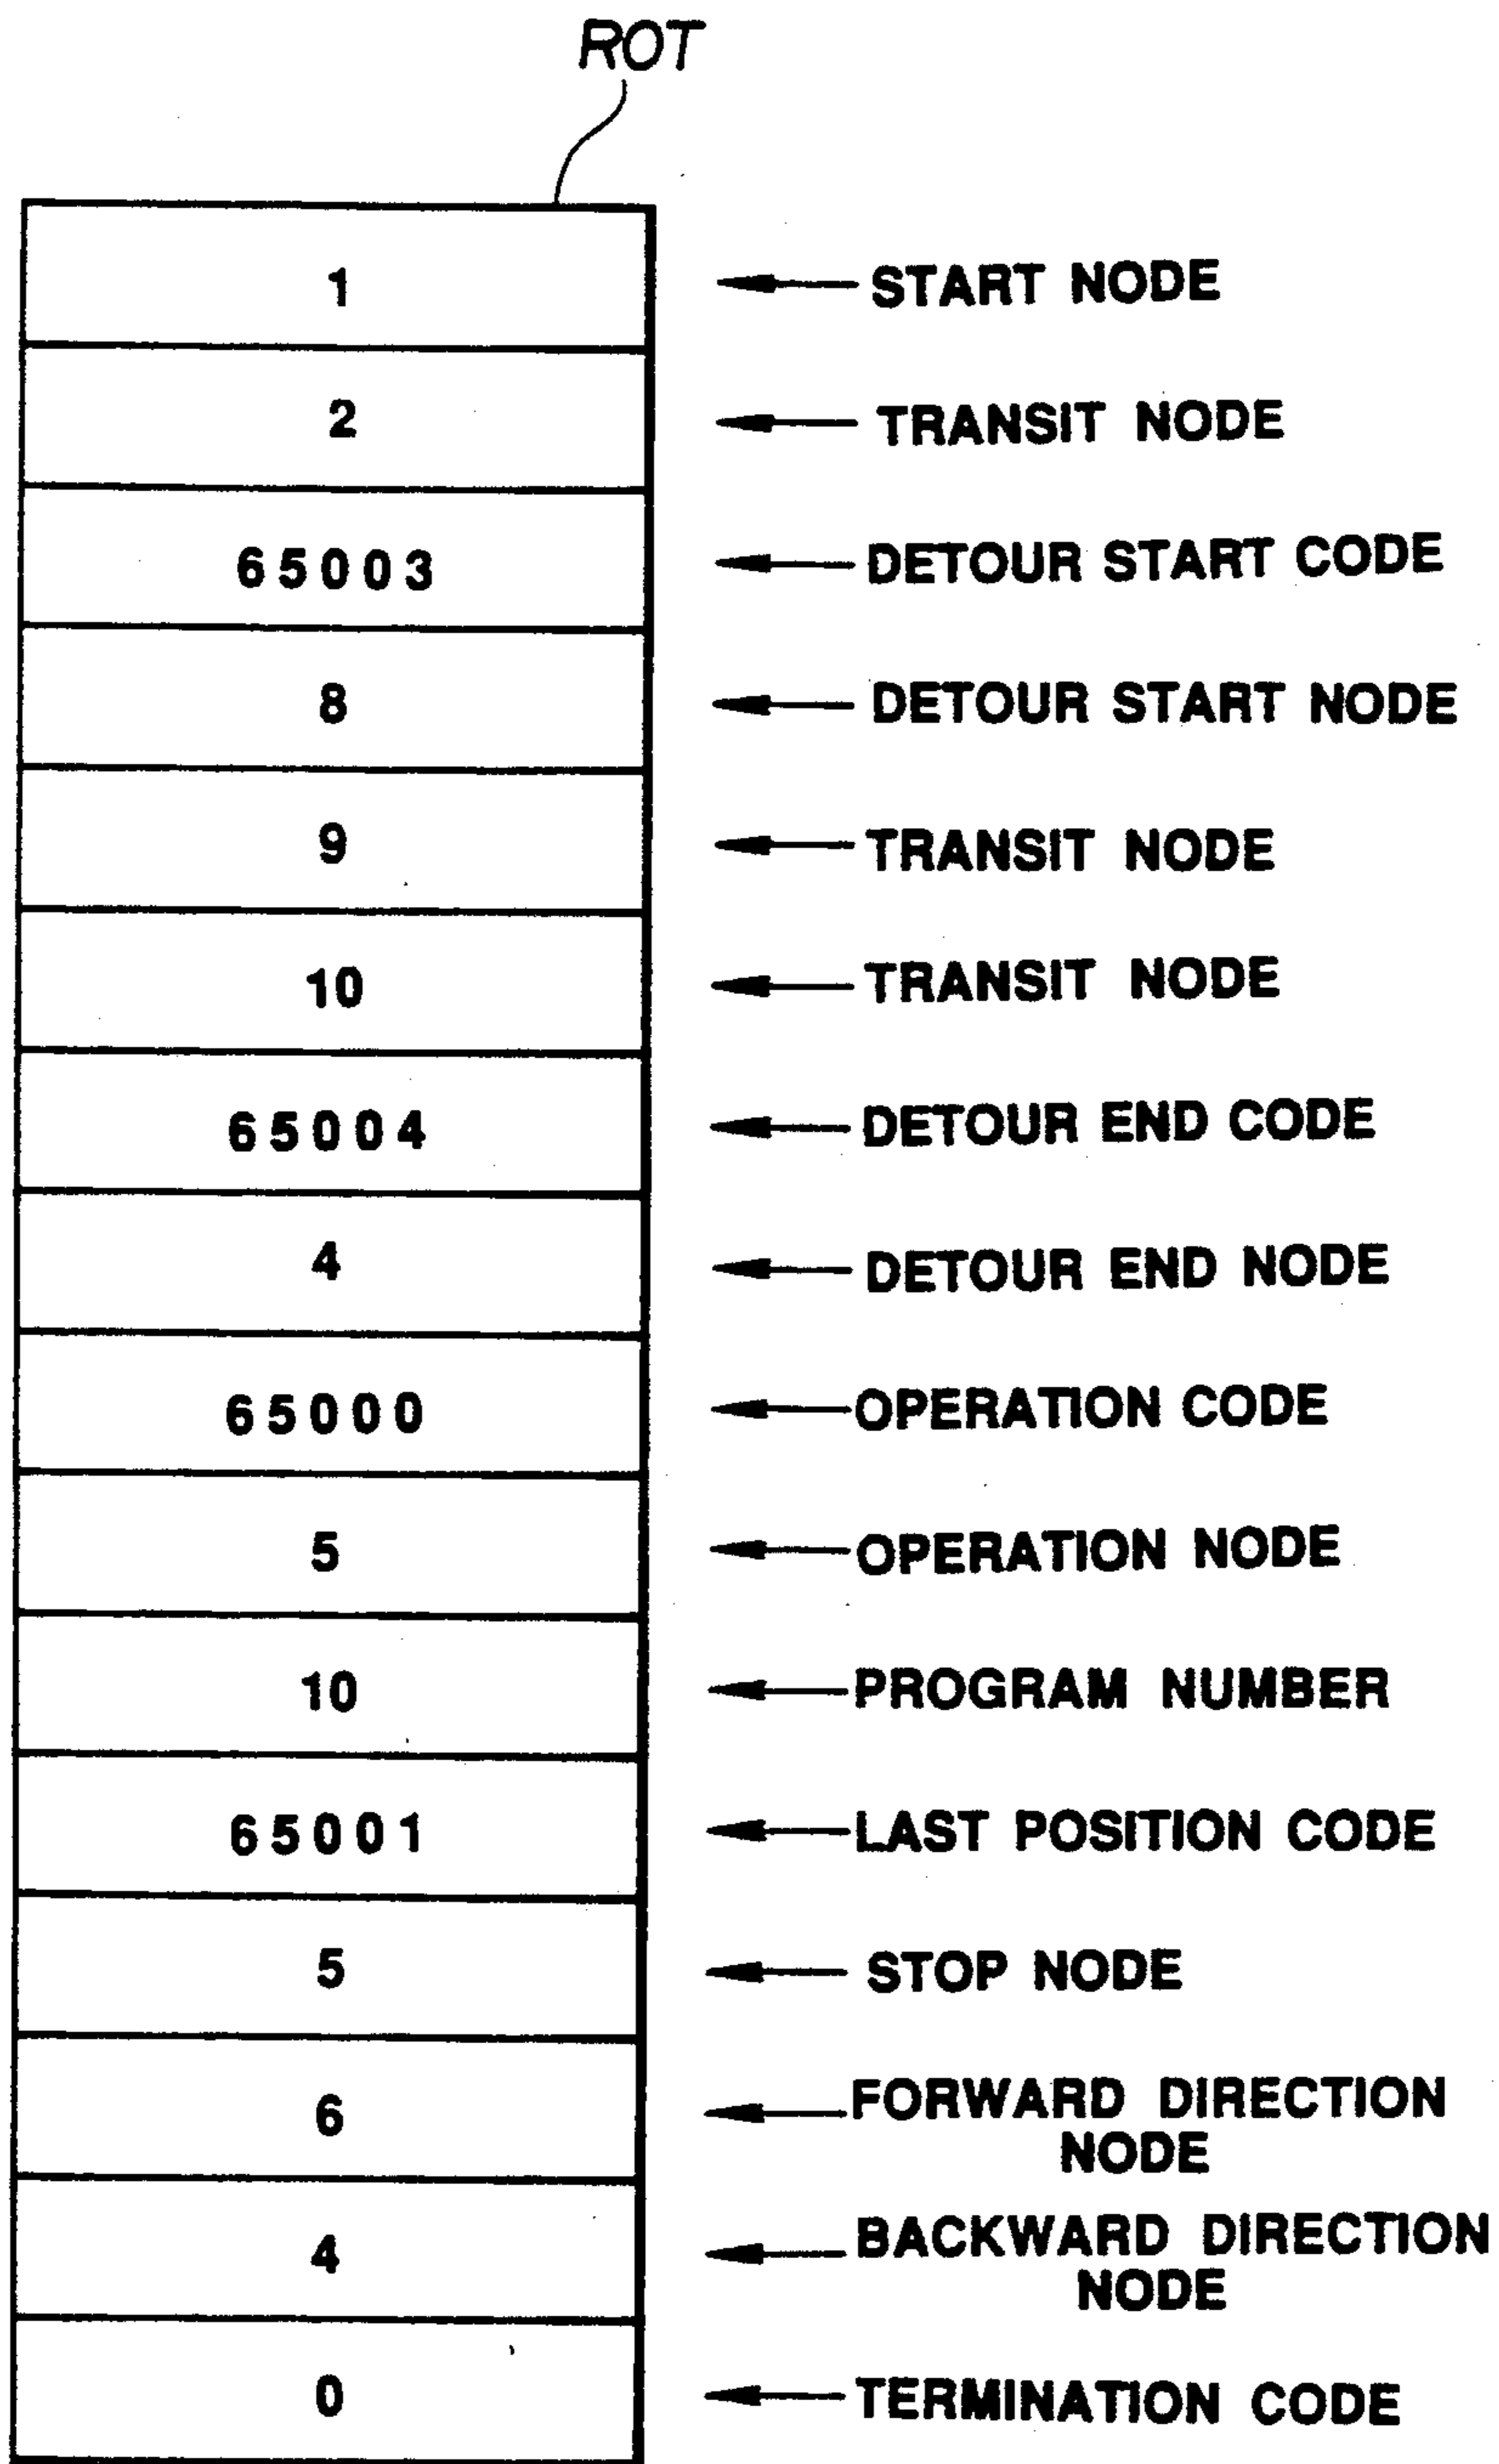 ROT
1 START NODE
2 TRANSIT NODE
65003 DETOUR START CODE
8 DETOUR START NODE
9 TRANSIT NODE
10 TRANSIT NODE
65004 DETOUR END CODE
4 DETOUR END NODE
65000 OPERATION CODE
5 OPERATION NODE
10 PROGRAM NUMBER
65001 LAST POSITION CODE
5 STOP NODE
6 FORWARD DIRECTION
NODE
4 BACKWARD DIRECTION
NODE
0 TERMINATION CODE